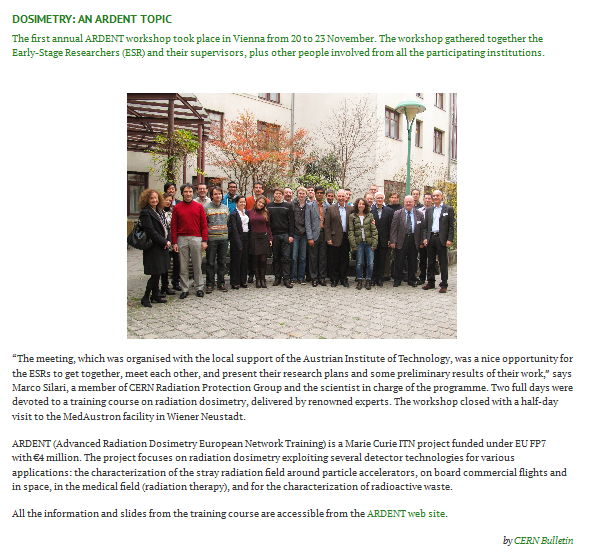 DOSIMETRY: AN ARDENT TOPIC
The first annual ARDENT workshop took place in Vienna from 20 to 23 November. The workshop gathered together the
Early-Stage Researchers (ESR) and their supervisors, plus other people involved from all the participating institutions.
“The meeting, which was organised with the local support of the Austrian Institute of Technology, was a nice opportunity for
the ESRs to get together, meet each other, and present their research plans and some preliminary results of their work,” says
Marco Silari, a member of CERN Radiation Protection Group and the scientist in charge of the programme. Two full days were
devoted to a training course on radiation dosimetry, delivered by renowned experts. The workshop closed with a half-day
visit to the MedAustron facility in Wiener Neustadt.
ARDENT (Advanced Radiation Dosimetry European Network Training) is a Marie Curie ITN project funded under EU FP7
with €4 million. The project focuses on radiation dosimetry exploiting several detector technologies for various
applications: the characterization of the stray radiation field around particle accelerators, on board commercial flights and
in space, in the medical field (radiation therapy), and for the characterization of radioactive waste.
All the information and slides from the training course are accessible from the ARDENT web site.
by CERN Bulletin